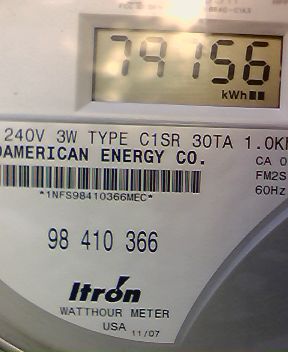 79156
kWh
240V 3W TYPE C1SR 30TA 1.0K
AMERICAN ENERGY CO.
CA 0
FM2S
60Hz
*1NFS98410366MEC*
98 410 366
Itrón
WATTHOUR METER
USA 11/07